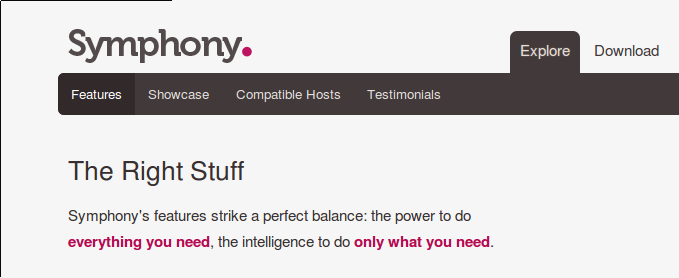 Symphony.
Explore Download
Features Showcase Compatible Hosts Testimonials
The Right Stuff
Symphony's features strike a perfect balance: the power to do
everything you need, the intelligence to do only what you need.